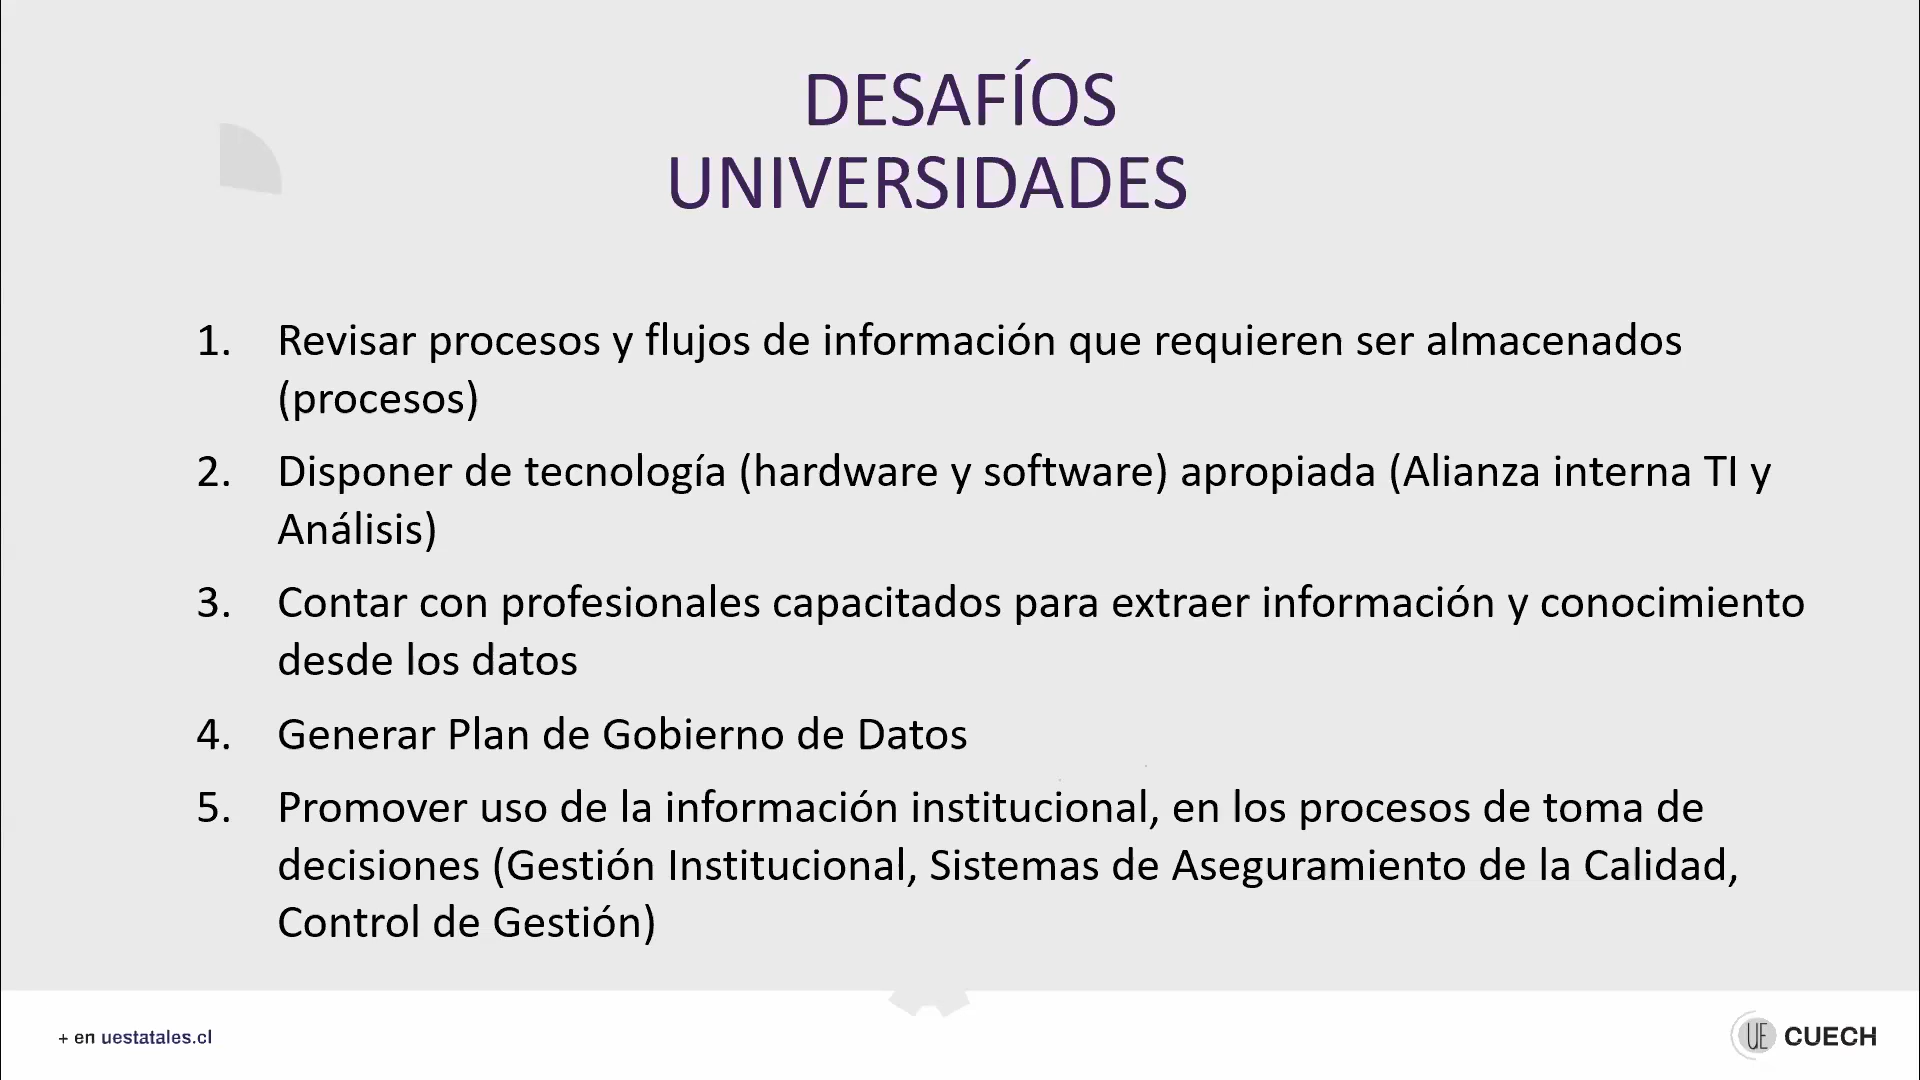 DESAFÍOS
UNIVERSIDADES
1. Revisar procesos y flujos de información que requieren ser almacenados
(procesos)
2. Disponer de tecnología (hardware y software) apropiada (Alianza interna TI y
Análisis)
3. Contar con profesionales capacitados para extraer información y conocimiento
desde los datos
4. Generar Plan de Gobierno de Datos
5. Promover uso de la información institucional, en los procesos de toma de
decisiones (Gestión Institucional, Sistemas de Aseguramiento de la Calidad,
Control de Gestión)
+ en uestatales.cl
UE CUECH